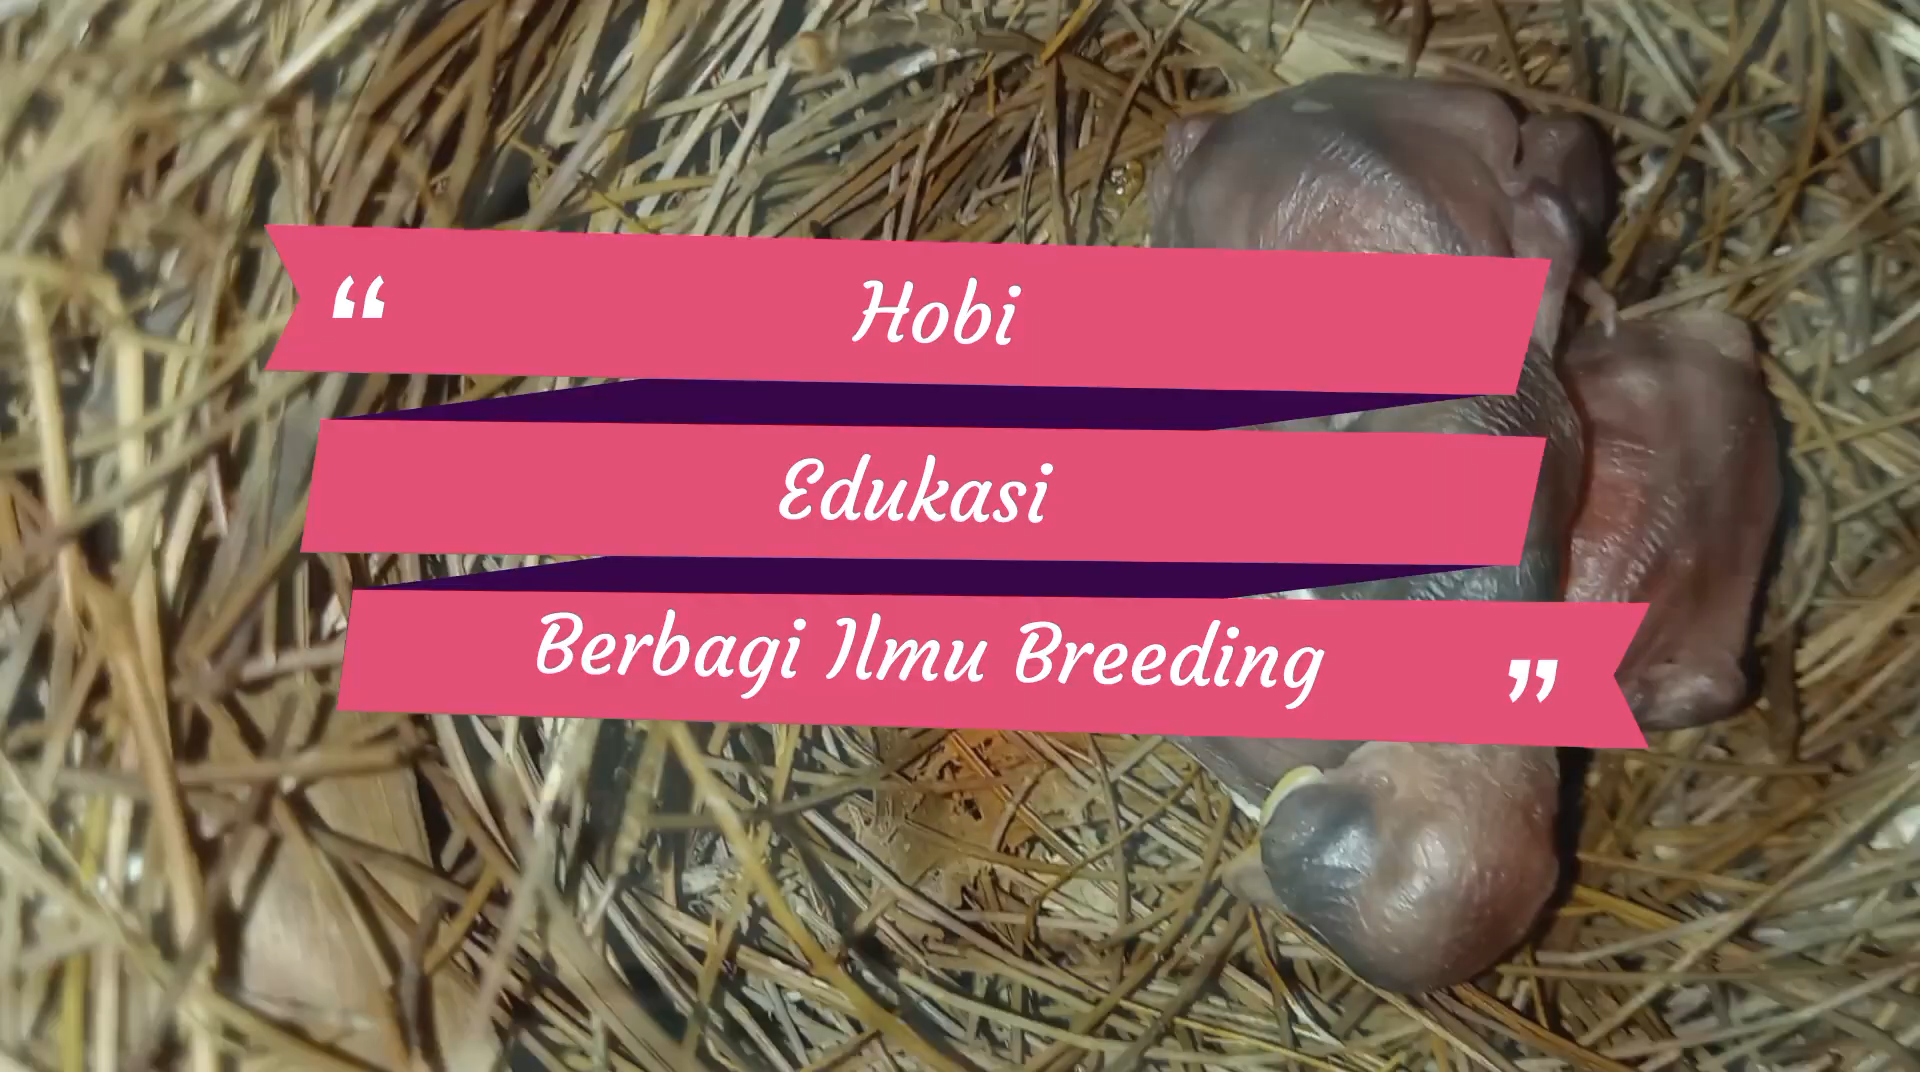 “ Hobi
Edukasi
Berbagi Ilmu Breeding ”